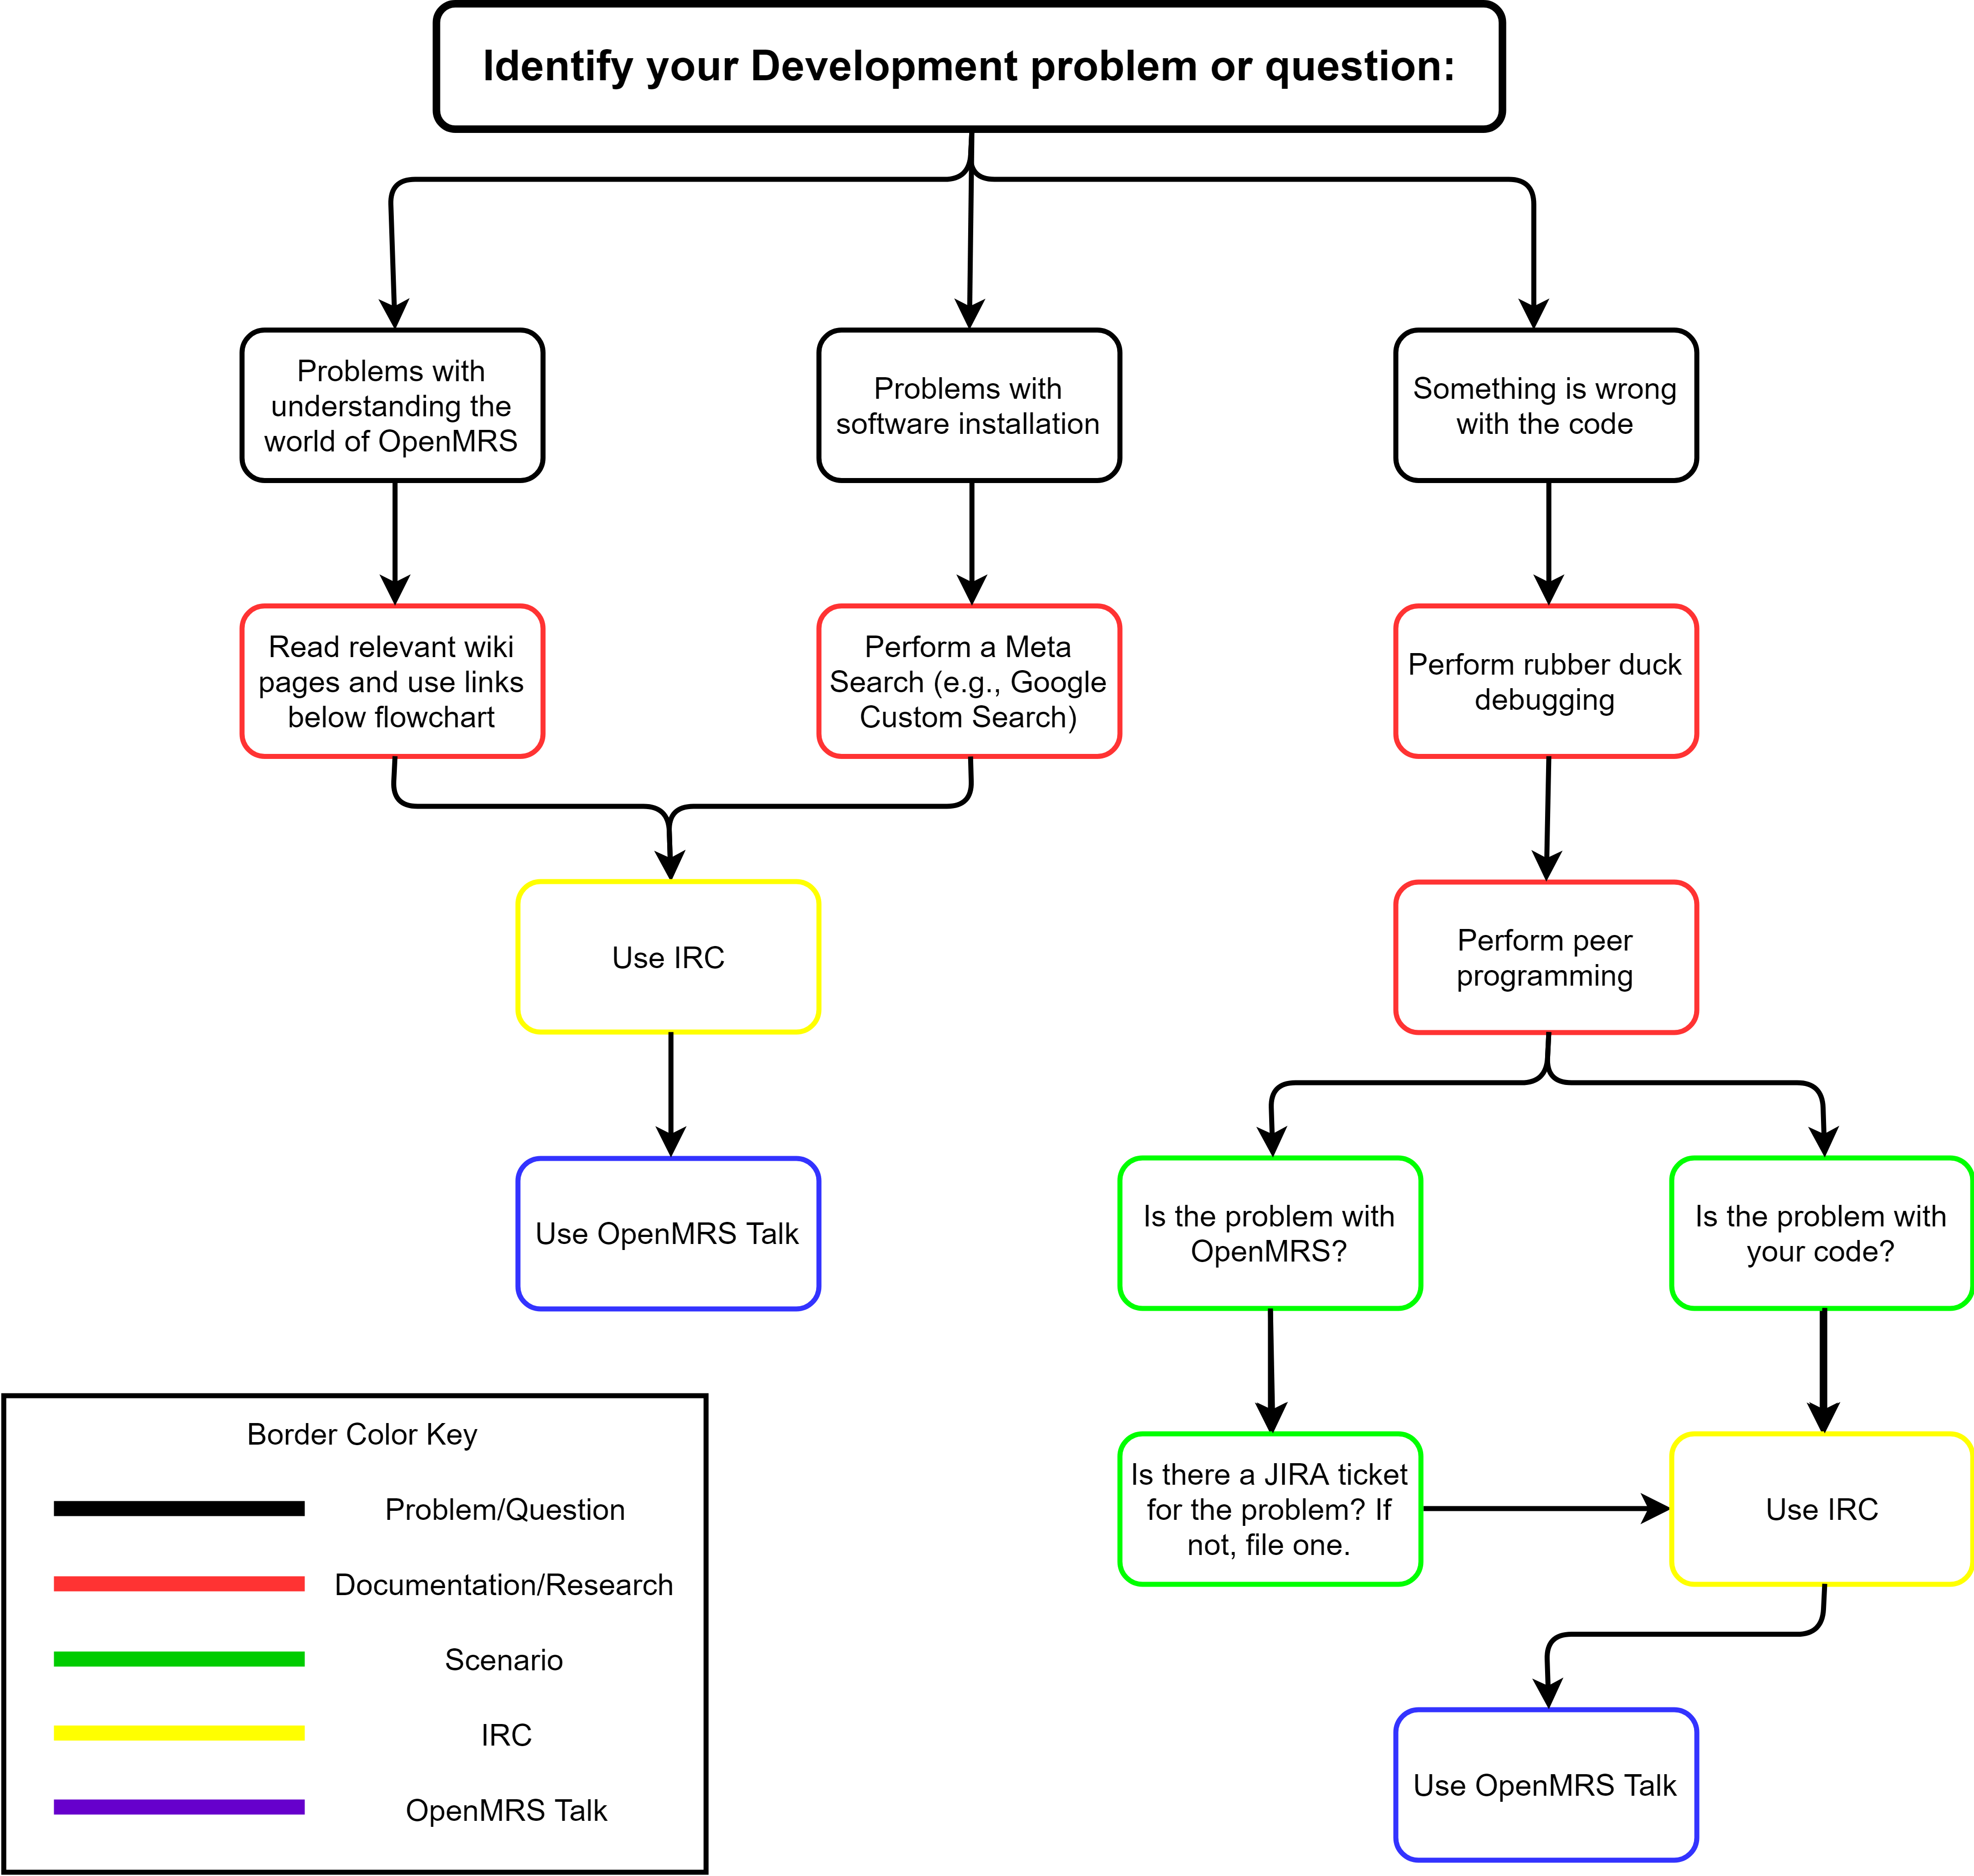 Identify your Development problem or question:
Problems with
understanding the
world of OpenMRS
Problems with
software installation
Something is wrong
with the code
Read relevant wiki
pages and use links
below flowchart
Perform a Meta
Search (e.g., Google
Custom Search)
Perform rubber duck
debugging
Use IRC
Perform peer
programming
Use OpenMRS Talk
Is the problem with
OpenMRS?
Is the problem with
your code?
Is there a JIRA ticket
for the problem? If
not, file one.
Use IRC
Use OpenMRS Talk
Border Color Key
Problem/Question
Documentation/Research
Scenario
IRC
OpenMRS Talk